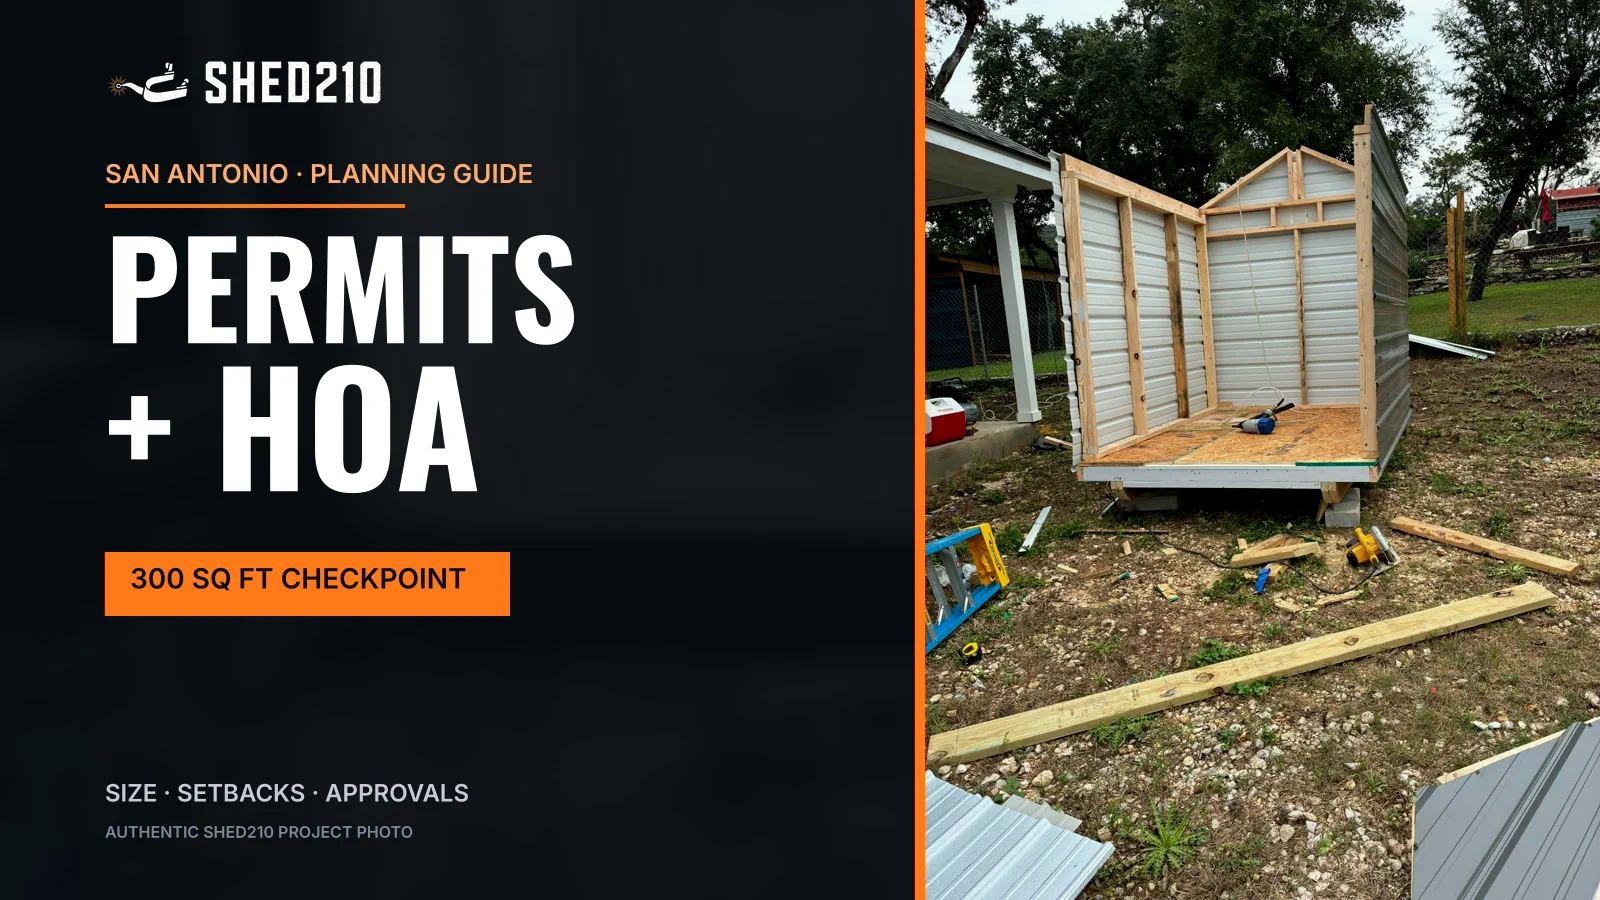 SHED210
SAN ANTONIO · PLANNING GUIDE
PERMITS
+ HOA
300 SQ FT CHECKPOINT
SIZE · SETBACKS · APPROVALS
AUTHENTIC SHED210 PROJECT PHOTO